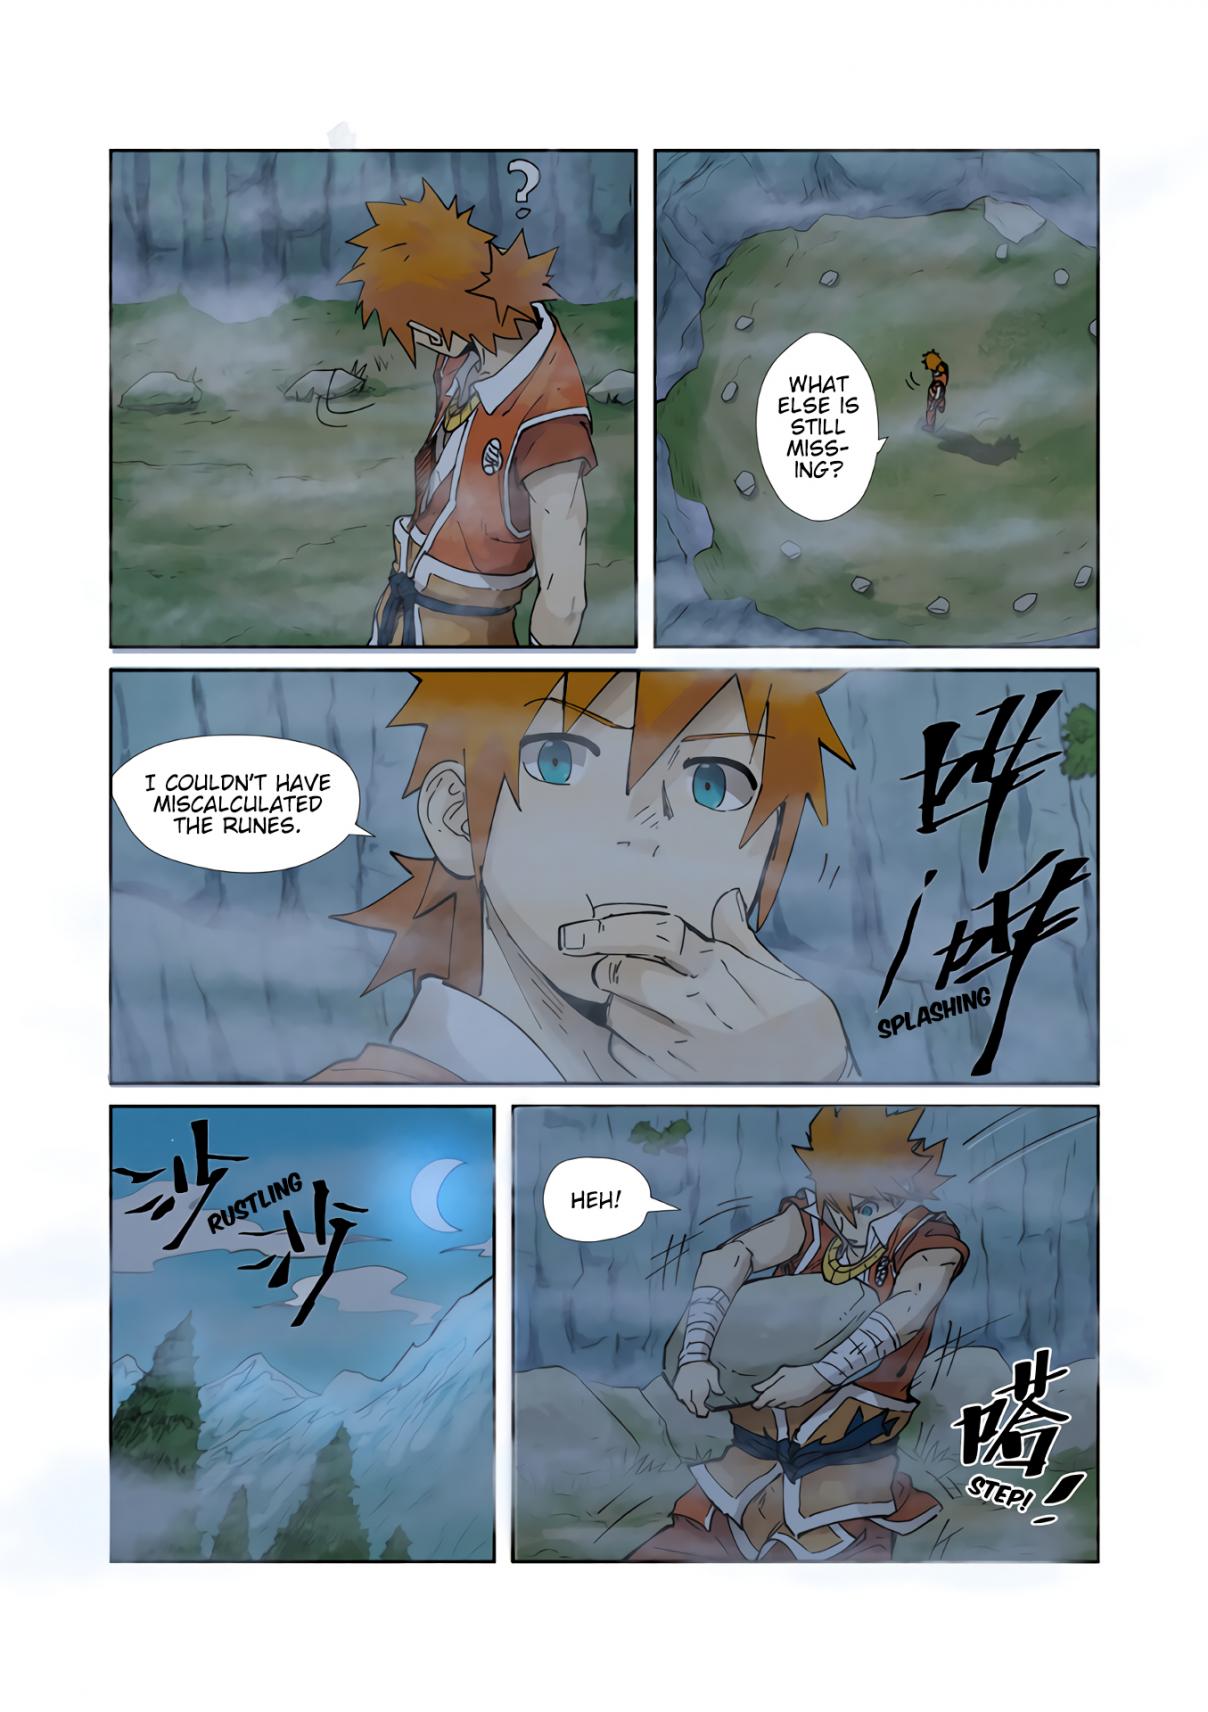 ?
WHAT
ELSE IS
STILL
MISS-
ING?
I COULDN'T HAVE
MISCALCULATED
THE RUNES.
哗
哗
SPLASHING
沙
RUSTLING
沙
HEH!
嗒!
STEP!